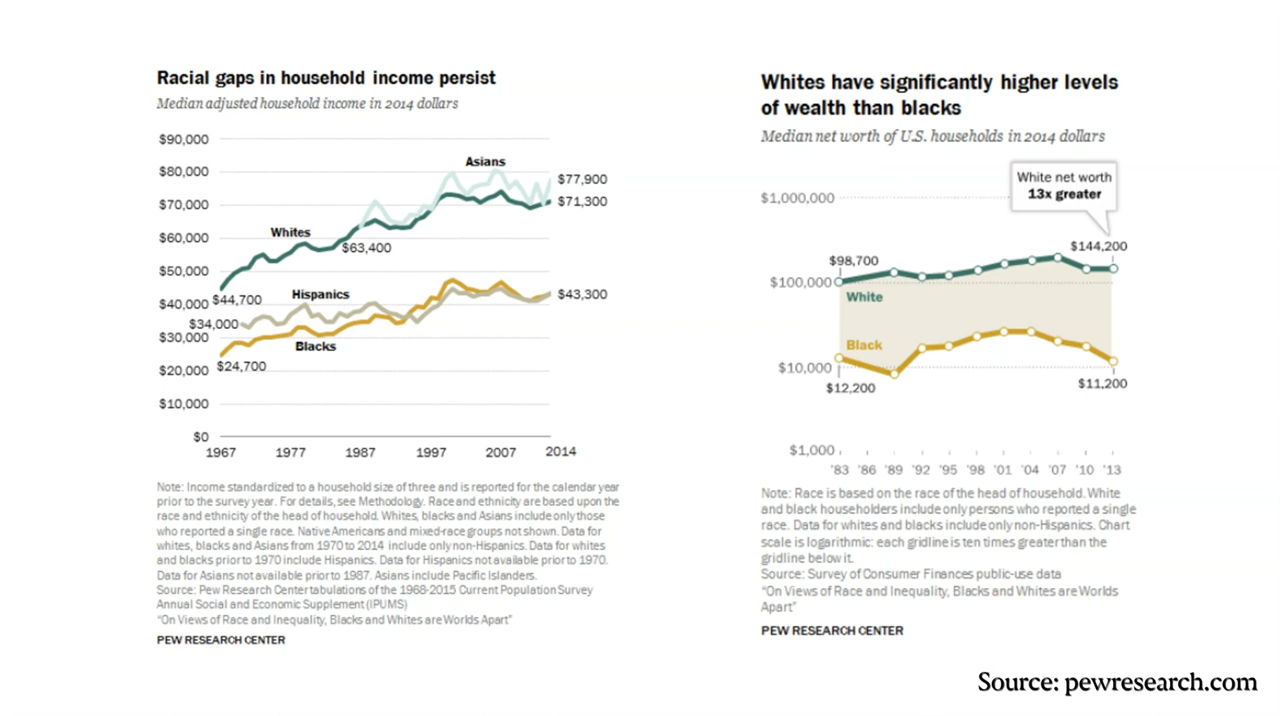 Racial gaps in household income persist
Median adjusted household income in 2014 dollars
$90,000
$80,000
$70,000
$60,000
$50,000
$40,000
$30,000
$20,000
$10,000
$0
Asians
$77,900
$71,300
Whites
$63,400
$44,700
Hispanics
$43,300
$34,000
Blacks
$24,700
1967 1977 1987 1997 2007 2014
Note: Income standardized to a household size of three and is reported for the calendar year
prior to the survey year. For details, see Methodology. Race and ethnicity are based upon the
race and ethnicity of the head of household. Whites, blacks and Asians include only those
who reported a single race. Native Americans and mixed-race groups not shown. Data for
whites, blacks and Asians from 1970 to 2014 include only non-Hispanics. Data for whites
and blacks prior to 1970 include Hispanics. Data for Hispanics not available prior to 1970.
Data for Asians not available prior to 1987. Asians include Pacific Islanders.
Source: Pew Research Center tabulations of the 1968-2015 Current Population Survey
Annual Social and Economic Supplement (IPUMS)
"On Views of Race and Inequality, Blacks and Whites are Worlds Apart"
PEW RESEARCH CENTER
Whites have significantly higher levels
of wealth than blacks
Median net worth of U.S. households in 2014 dollars
White net worth
13x greater
$1,000,000
$144,200
$98,700
$100,000
White
Black
$10,000
$12,200
$11,200
$1,000
'83 '86 '89 '92 '95 '98 '01 '04 '07 '10 '13
Note: Race is based on the race of the head of household. White
and black householders include only persons who reported a single
race. Data for whites and blacks include only non-Hispanics. Chart
scale is logarithmic: each gridline is ten times greater than the
gridline below it.
Source: Survey of Consumer Finances public-use data
"On Views of Race and Inequality, Blacks and Whites are Worlds
Apart"
PEW RESEARCH CENTER
Source: pewresearch.com